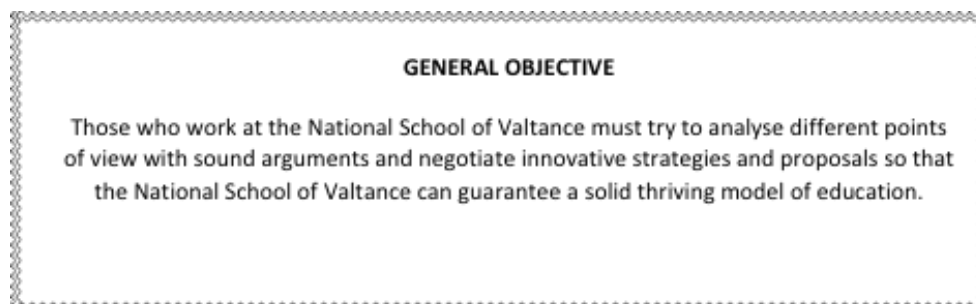 GENERAL OBJECTIVE
Those who work at the National School of Valtance must try to analyse different points
of view with sound arguments and negotiate innovative strategies and proposals so that
the National School of Valtance can guarantee a solid thriving model of education.